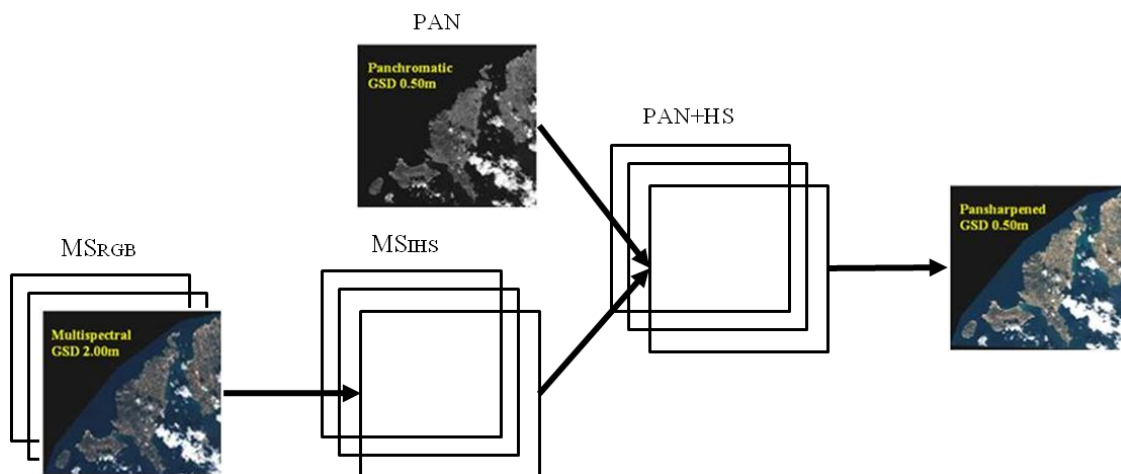 PAN
Panchromatic
GSD 0.50m
PAN+HS
Pansharpened
GSD 0.50m
MSRGB
MSIHS
Multispectral
GSD 2.00m